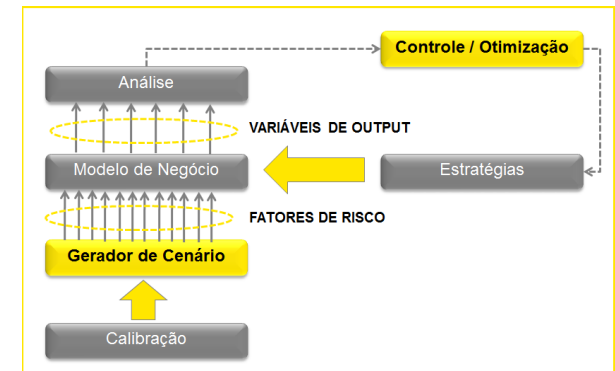 Controle / Otimização
Análise
VARIÁVEIS DE OUTPUT
Modelo de Negócio
Estratégias
FATORES DE RISCO
Gerador de Cenário
Calibração